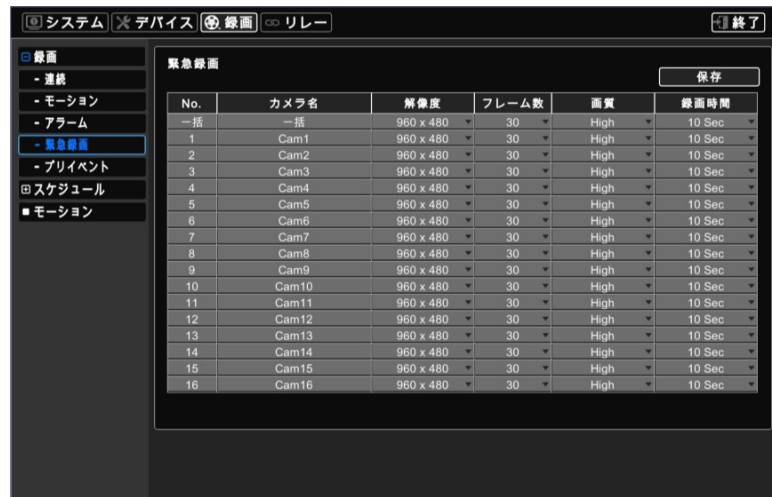 システム デバイス 録画 リレー 終了
録画
- 連続
- モーション
- アラーム
- 緊急録画
- プリイベント
スケジュール
モーション
緊急録画
保存
No. カメラ名 解像度 フレーム数 画質 録画時間
一括 一括 960 x 480 30 High 10 Sec
1 Cam1 960 x 480 30 High 10 Sec
2 Cam2 960 x 480 30 High 10 Sec
3 Cam3 960 x 480 30 High 10 Sec
4 Cam4 960 x 480 30 High 10 Sec
5 Cam5 960 x 480 30 High 10 Sec
6 Cam6 960 x 480 30 High 10 Sec
7 Cam7 960 x 480 30 High 10 Sec
8 Cam8 960 x 480 30 High 10 Sec
9 Cam9 960 x 480 30 High 10 Sec
10 Cam10 960 x 480 30 High 10 Sec
11 Cam11 960 x 480 30 High 10 Sec
12 Cam12 960 x 480 30 High 10 Sec
13 Cam13 960 x 480 30 High 10 Sec
14 Cam14 960 x 480 30 High 10 Sec
15 Cam15 960 x 480 30 High 10 Sec
16 Cam16 960 x 480 30 High 10 Sec